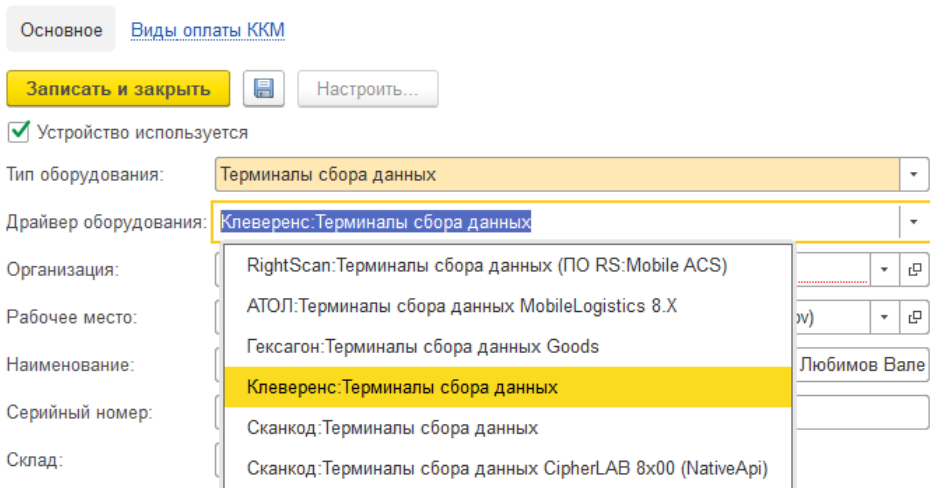 Основное Виды оплаты ККМ
Записать и закрыть Настроить...
Устройство используется
Тип оборудования: Терминалы сбора данных
Драйвер оборудования: Клеверенс:Терминалы сбора данных
RightScan:Терминалы сбора данных (ПО RS:Mobile ACS)
Организация:
АТОЛ:Терминалы сбора данных MobileLogistics 8.X
Рабочее место: ov)
Гексагон:Терминалы сбора данных Goods
Наименование: Любимов Вале
Клеверенс:Терминалы сбора данных
Серийный номер:
Сканкод:Терминалы сбора данных
Склад:
Сканкод:Терминалы сбора данных CipherLAB 8x00 (NativeApi)